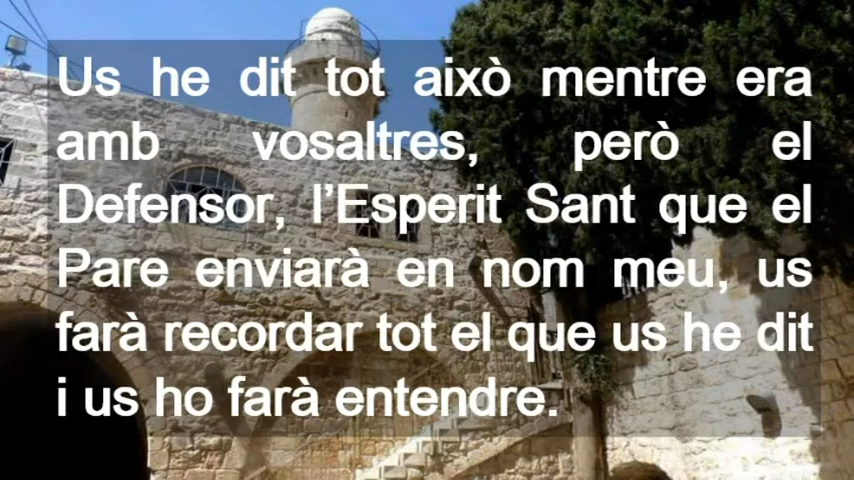 Us he dit tot això mentre era
amb vosaltres, però el
Defensor, l’Esperit Sant que el
Pare enviarà en nom meu, us
farà recordar tot el que us he dit
i us ho farà entendre.